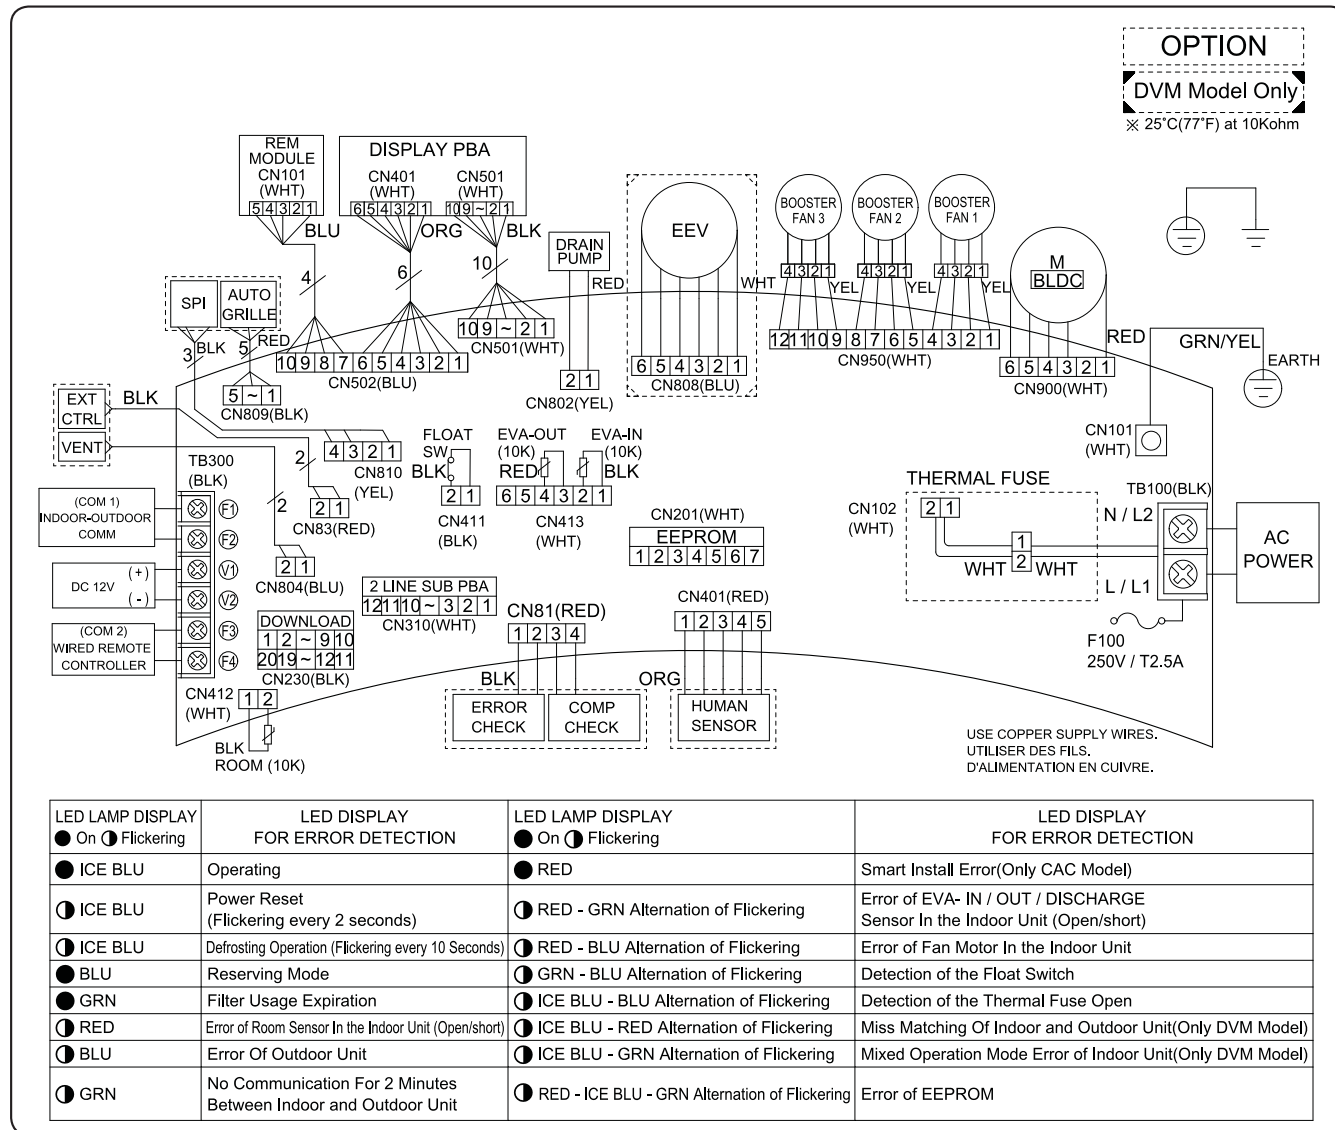 OPTION
DVM Model Only
※ 25°C(77°F) at 10Kohm
REM
MODULE
CN101
(WHT)
5 4 3 2 1
BLU
4
DISPLAY PBA
CN401
(WHT)
6 5 4 3 2 1
ORG
6
CN501
(WHT)
10 9 ~ 2 1
BLK
10
DRAIN
PUMP
RED
EEV
WHT
BOOSTER
FAN 3
4 3 2 1
YEL
BOOSTER
FAN 2
4 3 2 1
YEL
BOOSTER
FAN 1
4 3 2 1
YEL
M
BLDC
RED
GRN/YEL
EARTH
SPI
AUTO
GRILLE
3
BLK
5
RED
10 9 8 7 6 5 4 3 2 1
CN502(BLU)
10 9 ~ 2 1
CN501(WHT)
2 1
CN802(YEL)
6 5 4 3 2 1
CN808(BLU)
12 11 10 9 8 7 6 5 4 3 2 1
CN950(WHT)
6 5 4 3 2 1
CN900(WHT)
5 ~ 1
CN809(BLK)
EXT
CTRL
BLK
VENT
2
2
4 3 2 1
CN810
(YEL)
2 1
CN83(RED)
2 1
CN804(BLU)
FLOAT
SW
BLK
2 1
CN411
(BLK)
EVA-OUT
(10K)
RED
EVA-IN
(10K)
BLK
6 5 4 3 2 1
CN413
(WHT)
CN201(WHT)
EEPROM
1 2 3 4 5 6 7
CN101
(WHT)
THERMAL FUSE
CN102
(WHT)
2 1
1
2
WHT
WHT
TB100(BLK)
N / L2
L / L1
AC
POWER
F100
250V / T2.5A
TB300
(BLK)
(COM 1)
INDOOR-OUTDOOR
COMM
F1
F2
DC 12V
(+)
(-)
V1
V2
(COM 2)
WIRED REMOTE
CONTROLLER
F3
F4
DOWNLOAD
1 2 ~ 9 10
20 19 ~ 12 11
CN230(BLK)
2 LINE SUB PBA
12 11 10 ~ 3 2 1
CN310(WHT)
CN81(RED)
1 2 3 4
BLK
ERROR
CHECK
COMP
CHECK
CN401(RED)
1 2 3 4 5
ORG
HUMAN
SENSOR
CN412
(WHT)
1 2
BLK
ROOM (10K)
USE COPPER SUPPLY WIRES.
UTILISER DES FILS.
D'ALIMENTATION EN CUIVRE.
LED LAMP DISPLAY
● On ◑ Flickering
LED DISPLAY
FOR ERROR DETECTION
LED LAMP DISPLAY
● On ◑ Flickering
LED DISPLAY
FOR ERROR DETECTION
● ICE BLU
Operating
● RED
Smart Install Error(Only CAC Model)
◑ ICE BLU
Power Reset
(Flickering every 2 seconds)
◑ RED - GRN Alternation of Flickering
Error of EVA- IN / OUT / DISCHARGE
Sensor In the Indoor Unit (Open/short)
◑ ICE BLU
Defrosting Operation (Flickering every 10 Seconds)
◑ RED - BLU Alternation of Flickering
Error of Fan Motor In the Indoor Unit
● BLU
Reserving Mode
◑ GRN - BLU Alternation of Flickering
Detection of the Float Switch
● GRN
Filter Usage Expiration
◑ ICE BLU - BLU Alternation of Flickering
Detection of the Thermal Fuse Open
◑ RED
Error of Room Sensor In the Indoor Unit (Open/short)
◑ ICE BLU - RED Alternation of Flickering
Miss Matching Of Indoor and Outdoor Unit(Only DVM Model)
◑ BLU
Error Of Outdoor Unit
◑ ICE BLU - GRN Alternation of Flickering
Mixed Operation Mode Error of Indoor Unit(Only DVM Model)
◑ GRN
No Communication For 2 Minutes
Between Indoor and Outdoor Unit
◑ RED - ICE BLU - GRN Alternation of Flickering
Error of EEPROM